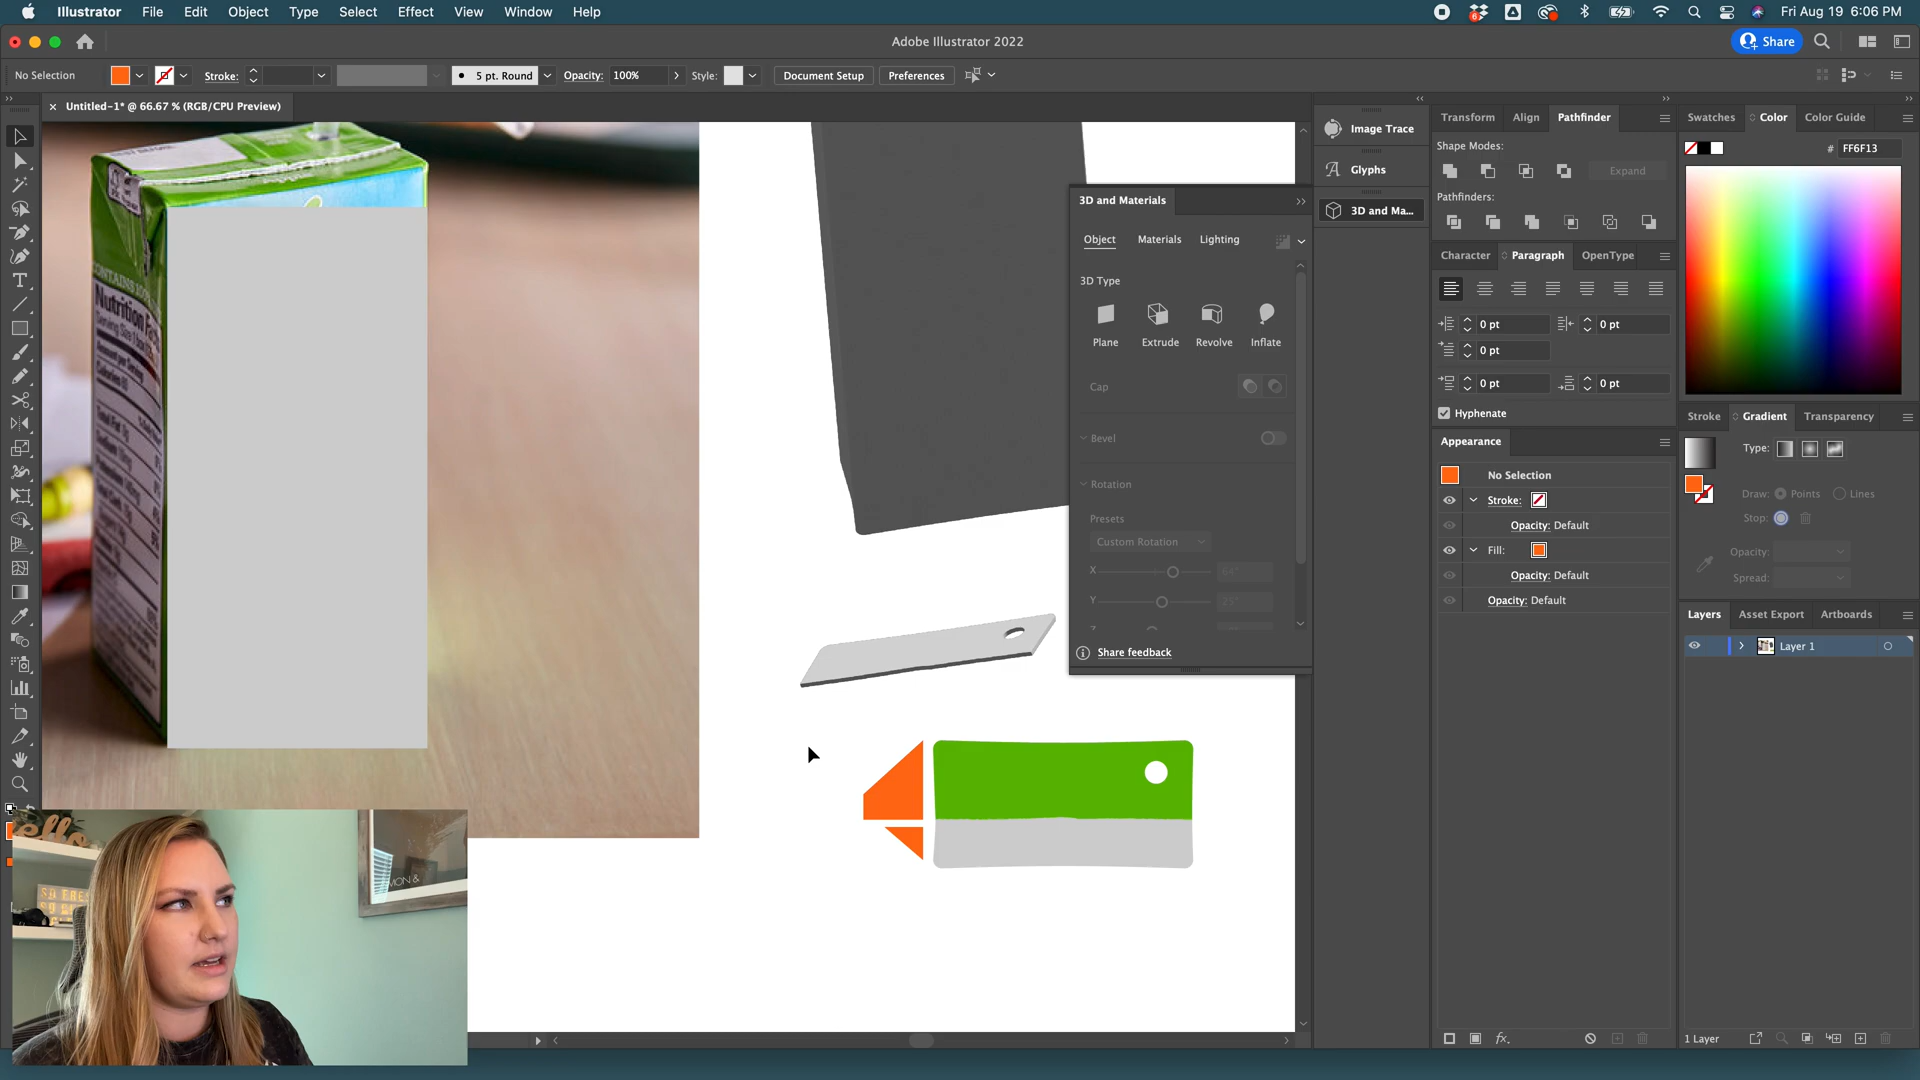 Illustrator File Edit Object Type Select Effect View Window Help
Fri Aug 19 6:06 PM
Adobe Illustrator 2022
Share
No Selection
Stroke:
5 pt. Round
Opacity: 100%
Style:
Document Setup
Preferences
Untitled-1* @ 66.67 % (RGB/CPU Preview)
CONTAINS 100
Nutrition
hello
MON &
3D and Materials
Object Materials Lighting
3D Type
Plane Extrude Revolve Inflate
Cap
Bevel
Rotation
Presets
Custom Rotation
X 64°
Y 25°
Share feedback
Image Trace
Glyphs
3D and Ma...
Transform Align Pathfinder
Shape Modes:
Expand
Pathfinders:
Character Paragraph OpenType
0 pt 0 pt
0 pt
0 pt 0 pt
Hyphenate
Appearance
No Selection
Stroke:
Opacity: Default
Fill:
Opacity: Default
Opacity: Default
Swatches Color Color Guide
# FF6F13
Stroke Gradient Transparency
Type:
Draw: Points Lines
Stop:
Opacity:
Spread:
Layers Asset Export Artboards
Layer 1
1 Layer